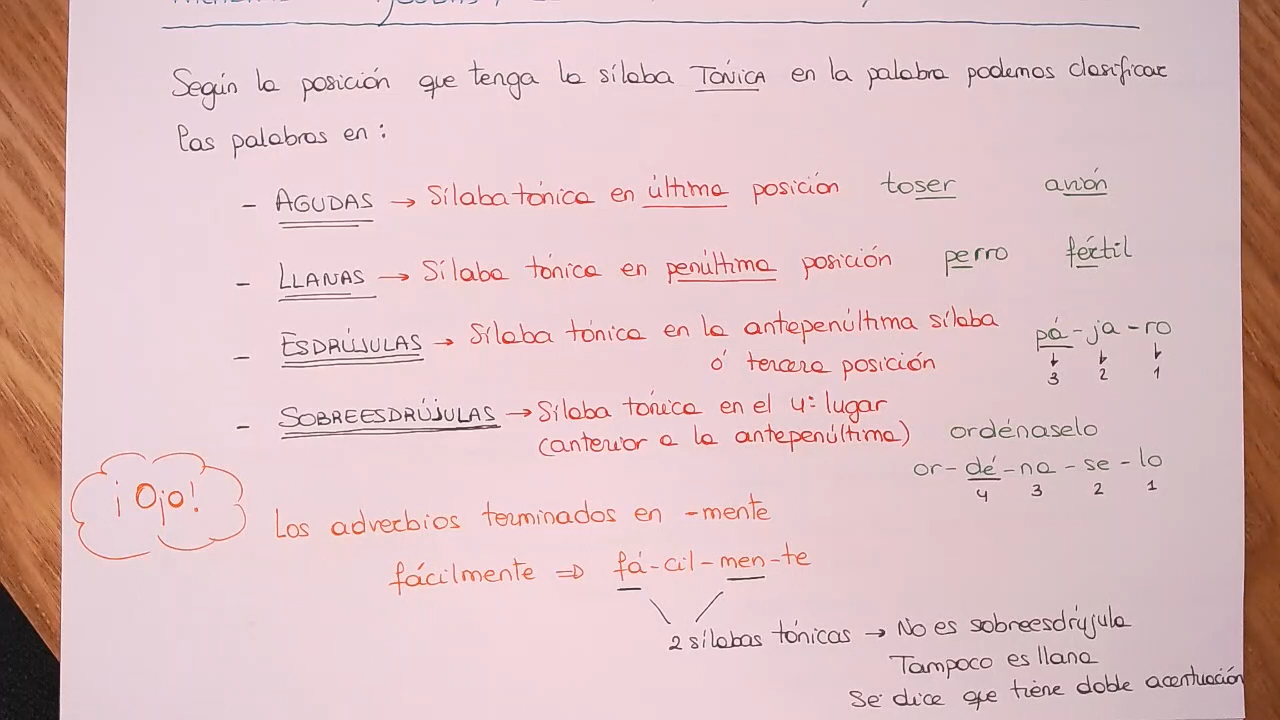 Según la posición que tenga la sílaba TÓNICA en la palabra podemos clasificar
las palabras en:
- AGUDAS → Sílaba tónica en última posición toser avión
- LLANAS → Sílaba tónica en penúltima posición perro fértil
- ESDRÚJULAS → Sílaba tónica en la antepenúltima sílaba
ó tercera posición
pá-ja-ro
3 2 1
- SOBREESDRÚJULAS → Sílaba tónica en el 4º lugar
(anterior a la antepenúltima)
ordénaselo
or-dé-na-se-lo
4 3 2 1
¡Ojo!
Los adverbios terminados en -mente
fácilmente ⇒ fá-cil-men-te
2 sílabas tónicas → No es sobreesdrújula
Tampoco es llana
Se dice que tiene doble acentuación